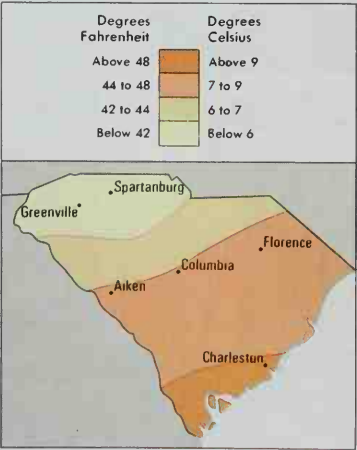 Degrees Fahrenheit
Degrees Celsius
Above 48
Above 9
44 to 48
7 to 9
42 to 44
6 to 7
Below 42
Below 6
Spartanburg
Greenville
Florence
Columbia
Aiken
Charleston